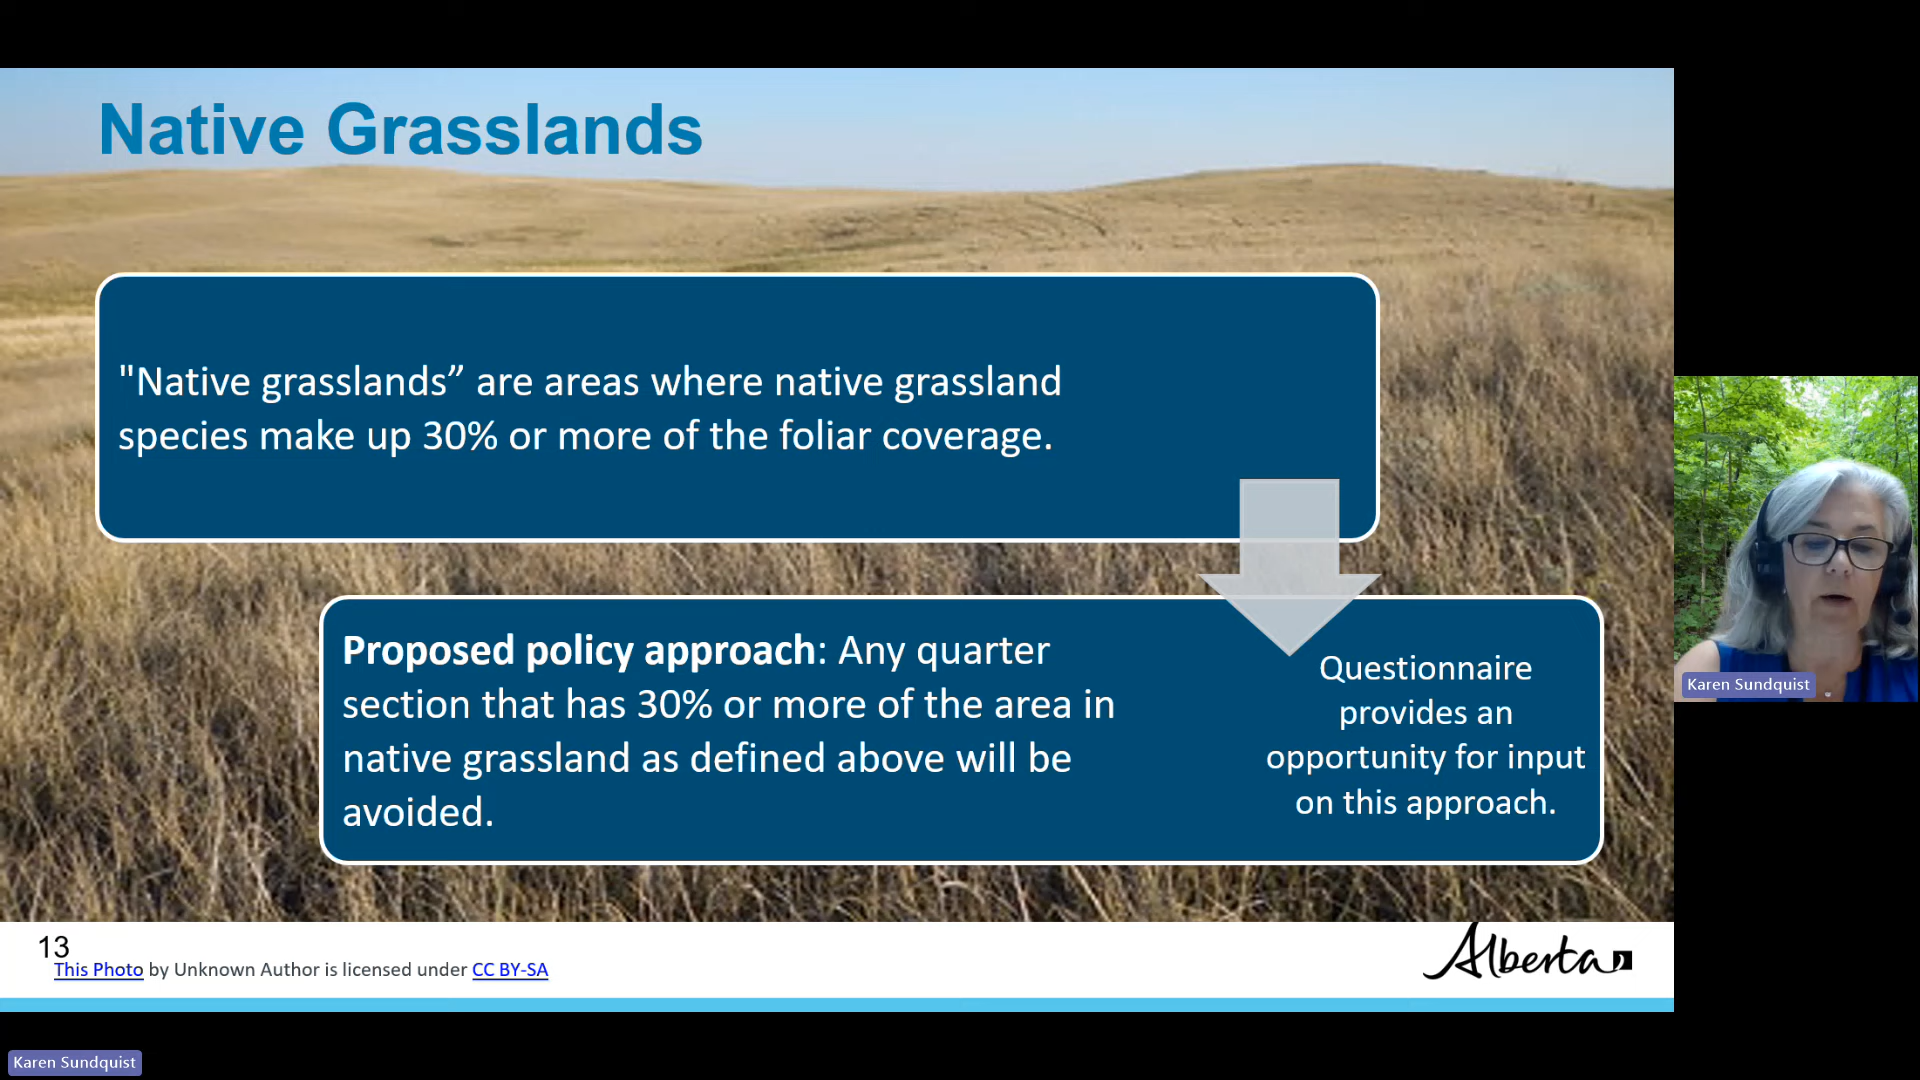 Native Grasslands
"Native grasslands” are areas where native grassland
species make up 30% or more of the foliar coverage.
Proposed policy approach: Any quarter
section that has 30% or more of the area in
native grassland as defined above will be
avoided.
Questionnaire
provides an
opportunity for input
on this approach.
Karen Sundquist
13
This Photo by Unknown Author is licensed under CC BY-SA
Alberta
Karen Sundquist